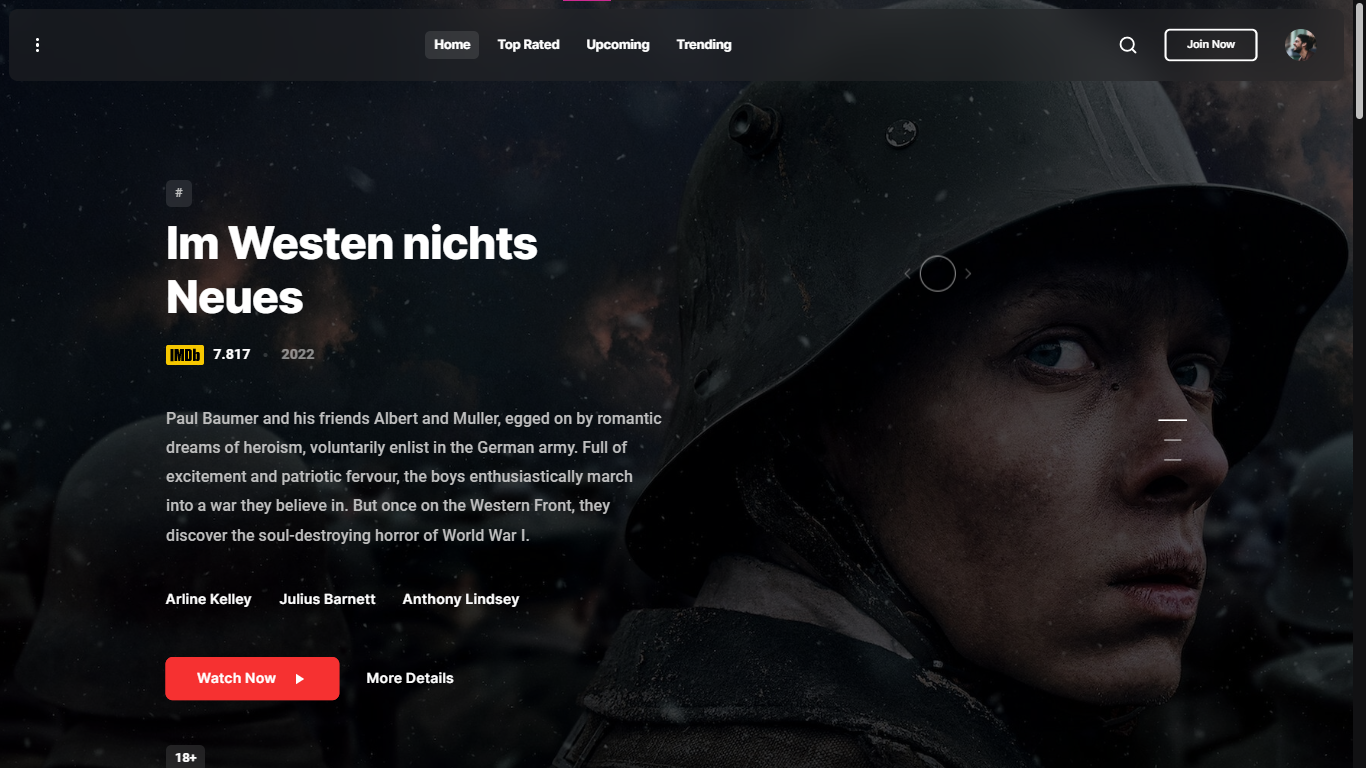 Home Top Rated Upcoming Trending Join Now
#
Im Westen nichts
Neues
IMDb 7.817 • 2022
Paul Baumer and his friends Albert and Muller, egged on by romantic
dreams of heroism, voluntarily enlist in the German army. Full of
excitement and patriotic fervour, the boys enthusiastically march
into a war they believe in. But once on the Western Front, they
discover the soul-destroying horror of World War I.
Arline Kelley Julius Barnett Anthony Lindsey
Watch Now More Details
18+